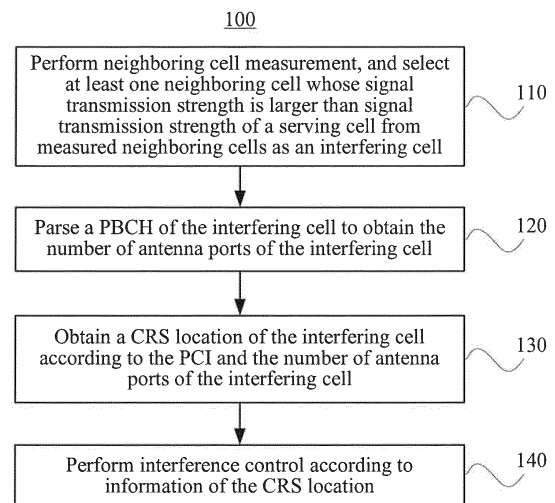 100
Perform neighboring cell measurement, and select
at least one neighboring cell whose signal
transmission strength is larger than signal
transmission strength of a serving cell from
measured neighboring cells as an interfering cell
110
Parse a PBCH of the interfering cell to obtain the
number of antenna ports of the interfering cell
120
Obtain a CRS location of the interfering cell
according to the PCI and the number of antenna
ports of the interfering cell
130
Perform interference control according to
information of the CRS location
140